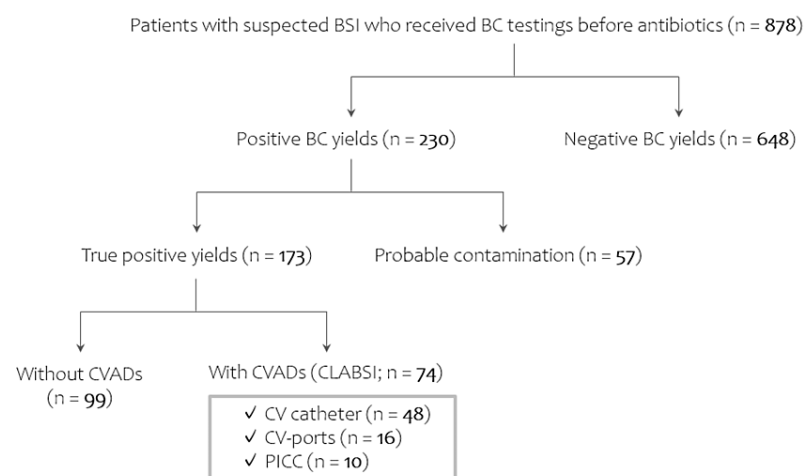 Patients with suspected BSI who received BC testings before antibiotics (n = 878)
Positive BC yields (n = 230)
Negative BC yields (n = 648)
True positive yields (n = 173)
Probable contamination (n = 57)
Without CVADs
(n = 99)
With CVADs (CLABSI; n = 74)
✓ CV catheter (n = 48)
✓ CV-ports (n = 16)
✓ PICC (n = 10)